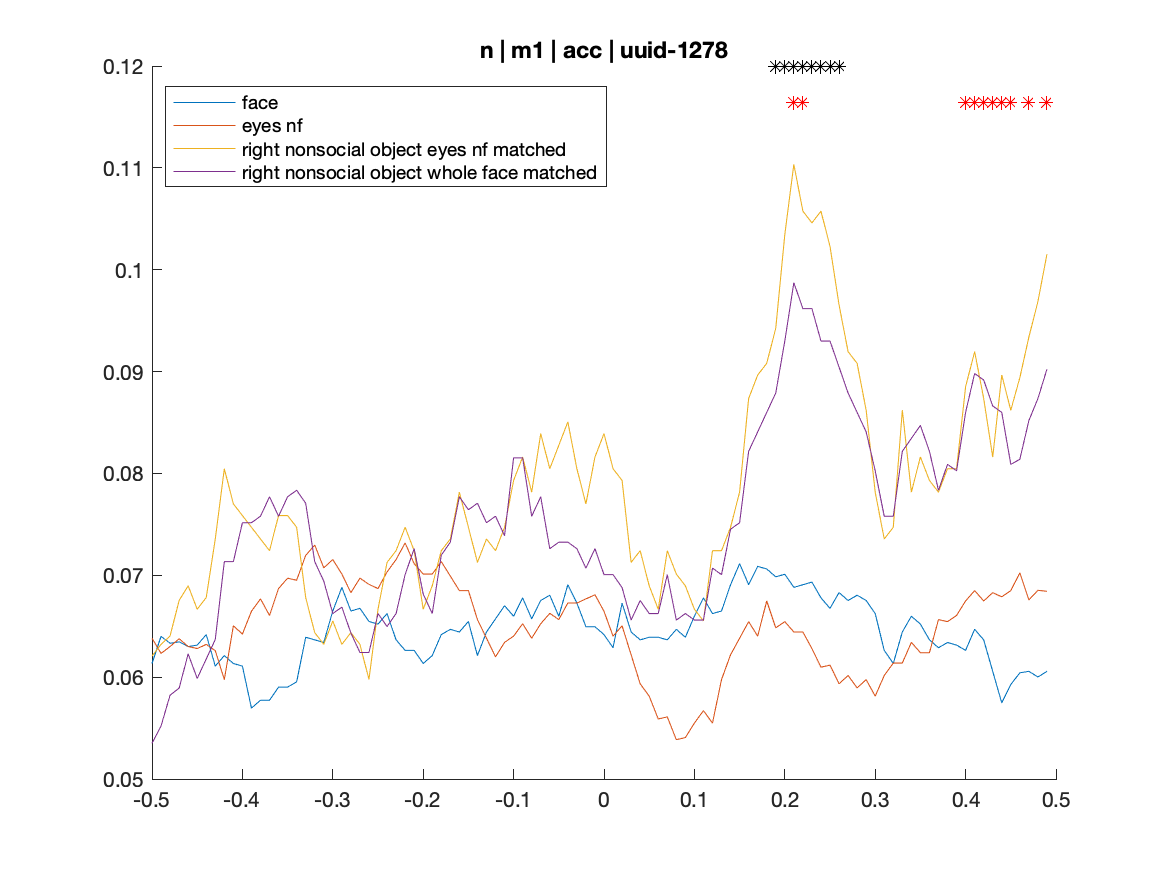 n | m1 | acc | uuid-1278
0.12
0.11
0.1
0.09
0.08
0.07
0.06
0.05
face
eyes nf
right nonsocial object eyes nf matched
right nonsocial object whole face matched
-0.5 -0.4 -0.3 -0.2 -0.1 0 0.1 0.2 0.3 0.4 0.5